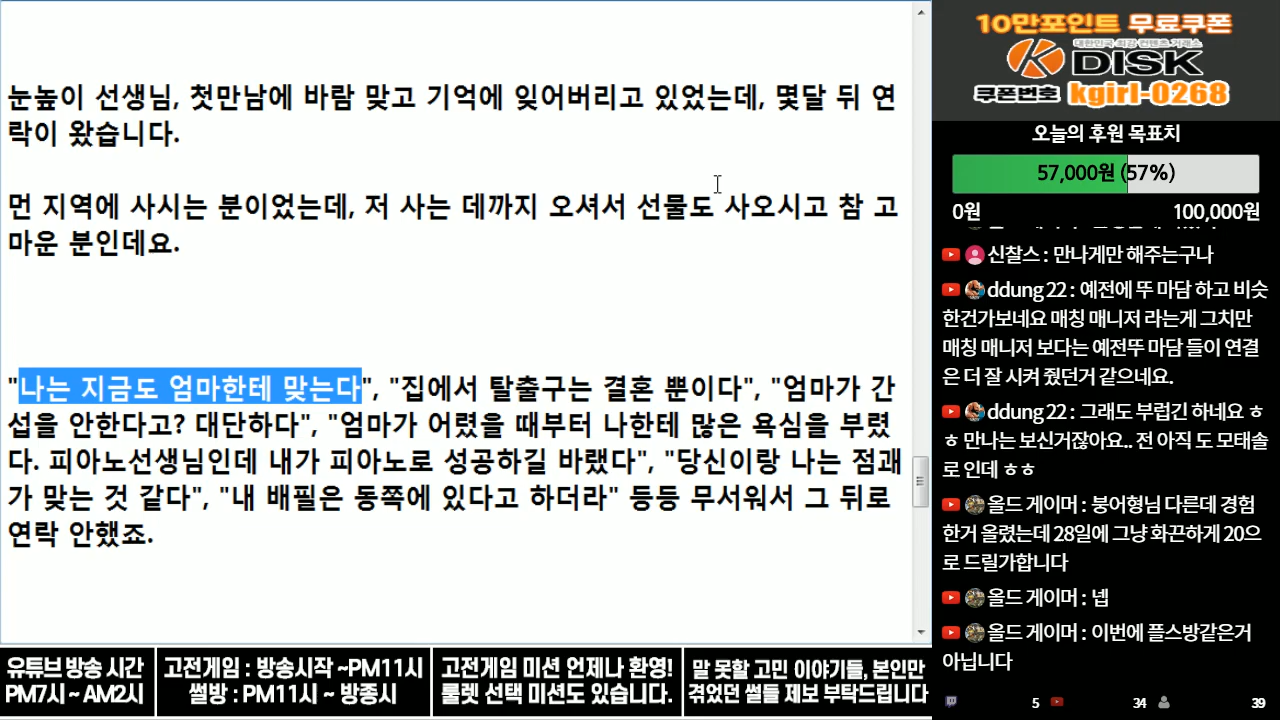 눈높이 선생님, 첫만남에 바람 맞고 기억에 잊어버리고 있었는데, 몇달 뒤 연
락이 왔습니다.
먼 지역에 사시는 분이었는데, 저 사는 데까지 오셔서 선물도 사오시고 참 고
마운 분인데요.
"나는 지금도 엄마한테 맞는다", "집에서 탈출구는 결혼 뿐이다", "엄마가 간
섭을 안한다고? 대단하다", "엄마가 어렸을 때부터 나한테 많은 욕심을 부렸
다. 피아노선생님인데 내가 피아노로 성공하길 바랬다", "당신이랑 나는 점괘
가 맞는 것 같다", "내 배필은 동쪽에 있다고 하더라" 등등 무서워서 그 뒤로
연락 안했죠.
10만포인트 무료쿠폰
대한민국 최강 컨텐츠 거래소
K DISK
쿠폰번호 kgirl-0268
오늘의 후원 목표치
57,000원 (57%)
0원 100,000원
신찰스 : 만나게만 해주는구나
ddung 22 : 예전에 뚜 마담 하고 비슷
한건가보네요 매칭 매니저 라는게 그치만
매칭 매니저 보다는 예전뚜 마담 들이 연결
은 더 잘 시켜 줬던거 같으네요.
ddung 22 : 그래도 부럽긴 하네요 ㅎ
ㅎ 만나는 보신거잖아요.. 전 아직 도 모태솔
로 인데 ㅎㅎ
올드 게이머 : 붕어형님 다른데 경험
한거 올렸는데 28일에 그냥 화끈하게 20으
로 드릴가합니다
올드 게이머 : 넵
올드 게이머 : 이번에 플스방같은거
아닙니다
5 34 39
유튜브 방송 시간
PM7시 ~ AM2시
고전게임 : 방송시작 ~PM11시
썰방 : PM11시 ~ 방종시
고전게임 미션 언제나 환영!
룰렛 선택 미션도 있습니다.
말 못할 고민 이야기들, 본인만
겪었던 썰들 제보 부탁드립니다